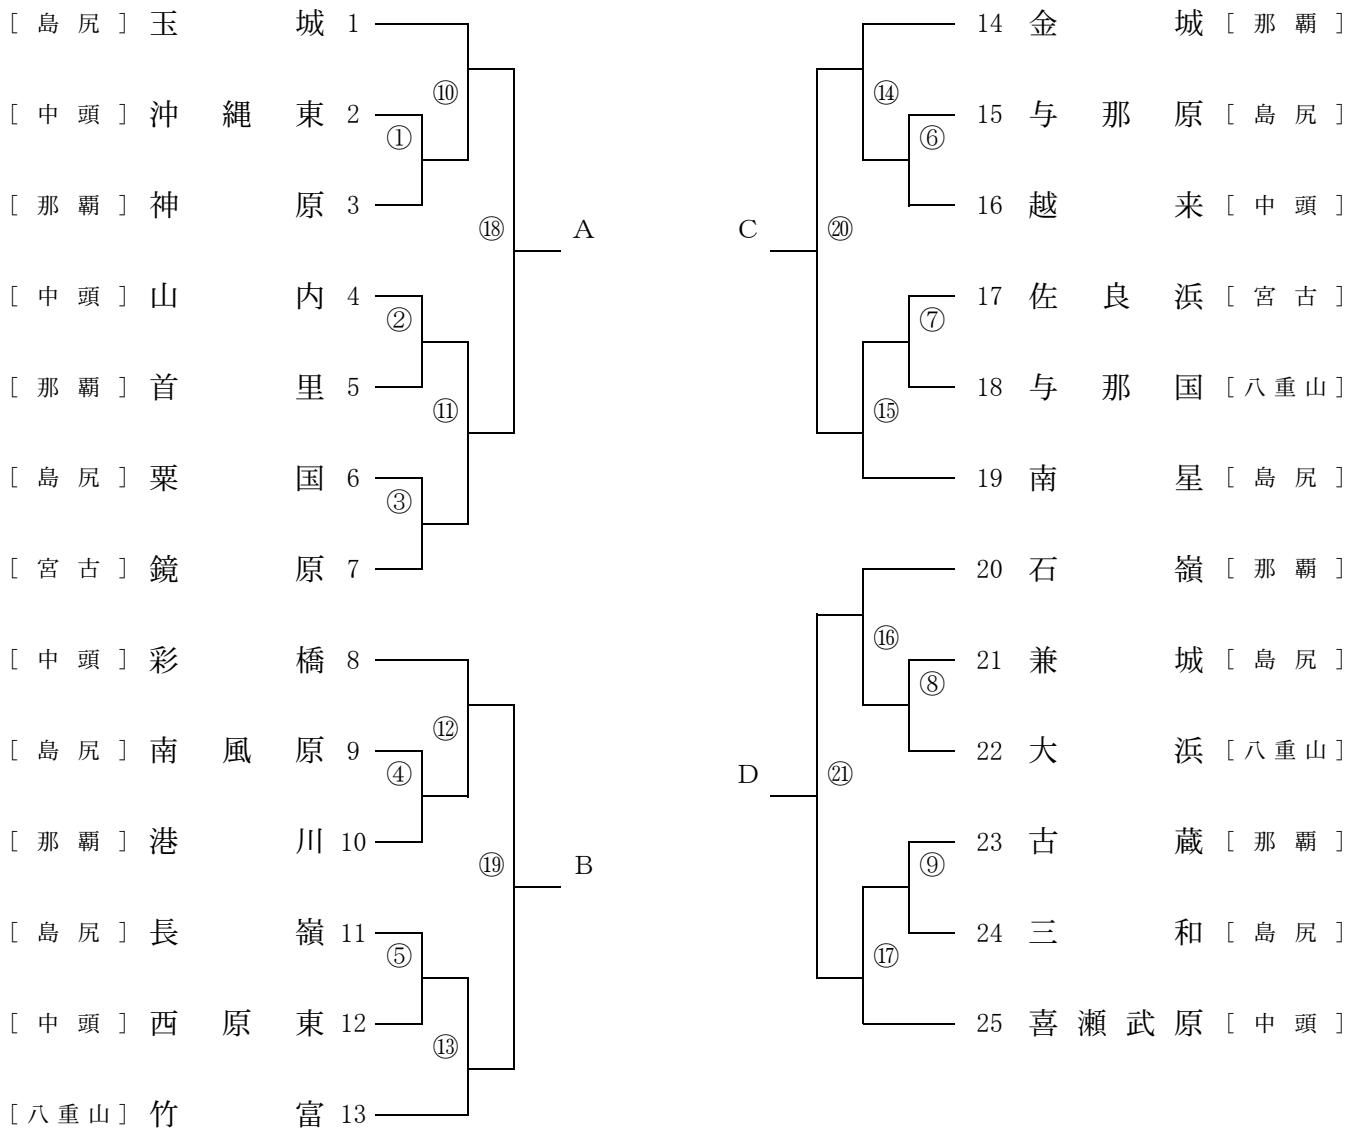 [島尻] 玉城 1
⑩
[中頭] 沖縄東 2
①
[那覇] 神原 3
⑱ A
[中頭] 山内 4
②
[那覇] 首里 5
⑪
[島尻] 粟国 6
③
[宮古] 鏡原 7
[中頭] 彩橋 8
⑫
[島尻] 南風原 9
④
[那覇] 港川 10
⑲ B
[島尻] 長嶺 11
⑤
[中頭] 西原東 12
⑬
[八重山] 竹富 13
14 金城 [那覇]
⑭
15 与那原 [島尻]
⑥
16 越来 [中頭]
C ⑳
17 佐良浜 [宮古]
⑦
18 与那国 [八重山]
⑮
19 南星 [島尻]
20 石嶺 [那覇]
⑯
21 兼城 [島尻]
⑧
22 大浜 [八重山]
D ㉑
23 古蔵 [那覇]
⑨
24 三和 [島尻]
⑰
25 喜瀬武原 [中頭]